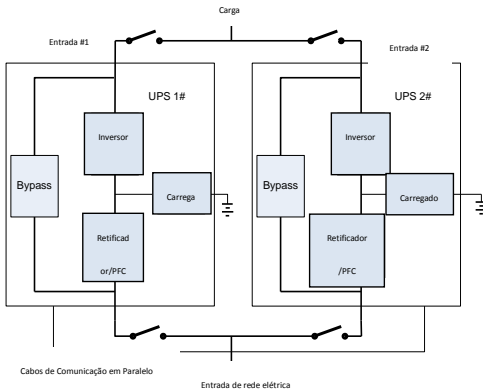 Carga
Entrada #1
Entrada #2
UPS 1#
UPS 2#
Inversor
Inversor
Bypass
Carrega
Bypass
Carregado
Retificad
or/PFC
Retificador
/PFC
Cabos de Comunicação em Paralelo
Entrada de rede elétrica